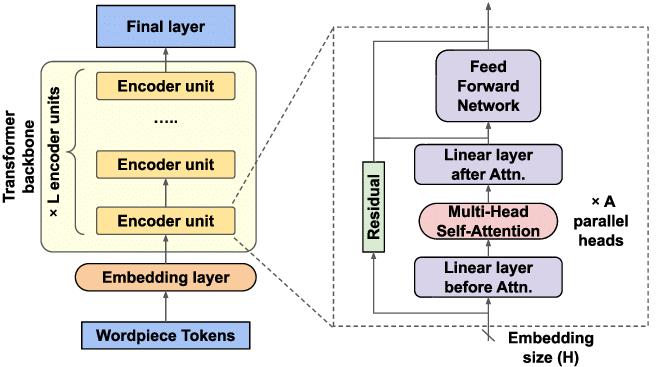 Final layer
Transformer
backbone
× L encoder units
Encoder unit
.....
Encoder unit
Encoder unit
Embedding layer
Wordpiece Tokens
Feed
Forward
Network
Linear layer
after Attn.
Residual
Multi-Head
Self-Attention
× A
parallel
heads
Linear layer
before Attn.
Embedding
size (H)